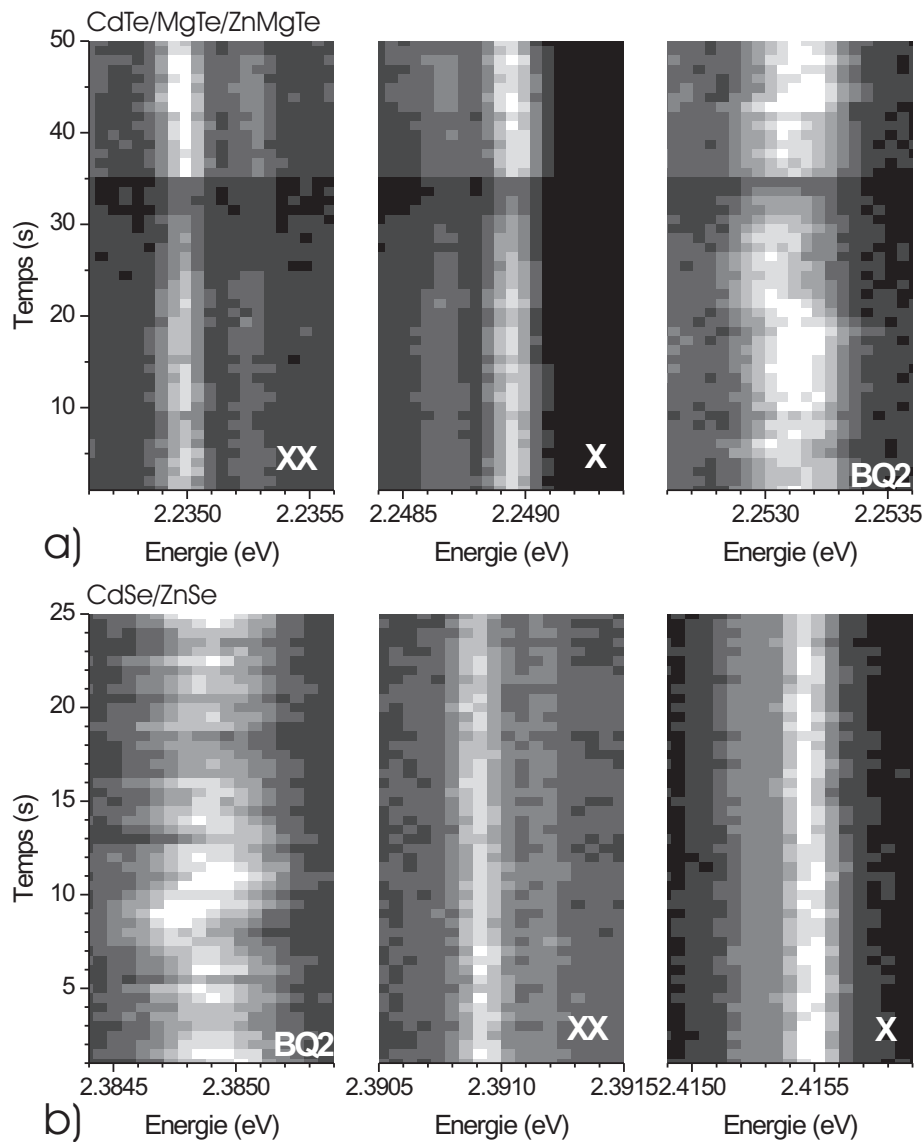 CdTe/MgTe/ZnMgTe
50
40
30
20
10
Temps (s)
XX
X
BQ2
2.2350 2.2355
2.2485 2.2490
2.2530 2.2535
a) Energie (eV) Energie (eV) Energie (eV)
CdSe/ZnSe
25
20
15
10
5
Temps (s)
BQ2
XX
X
2.3845 2.3850
2.3905 2.3910 2.3915
2.4150 2.4155
b) Energie (eV) Energie (eV) Energie (eV)